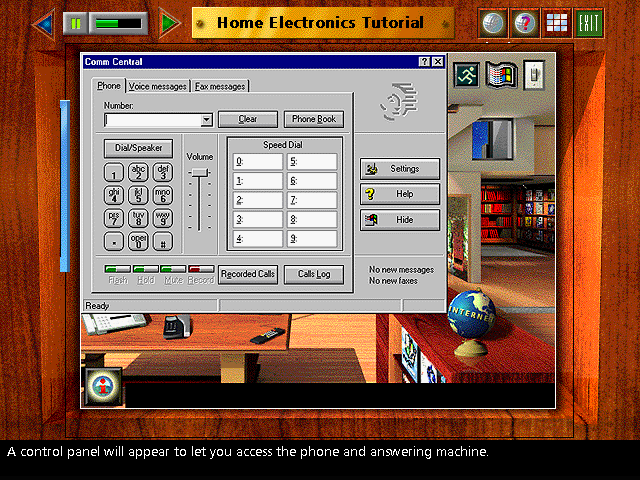 Home Electronics Tutorial
EXIT
Comm Central
? ×
Phone
Voice messages
Fax messages
Number:
Clear
Phone Book
Dial/Speaker
Volume
Speed Dial
1
abc 2
def 3
ghi 4
jkl 5
mno 6
prs 7
tuv 8
wxy 9
*
oper 0
#
0:
5:
1:
6:
2:
7:
3:
8:
4:
9:
Settings
Help
Hide
Flash
Hold
Mute
Record
Recorded Calls
Calls Log
No new messages
No new faxes
Ready
INTERNET
A control panel will appear to let you access the phone and answering machine.